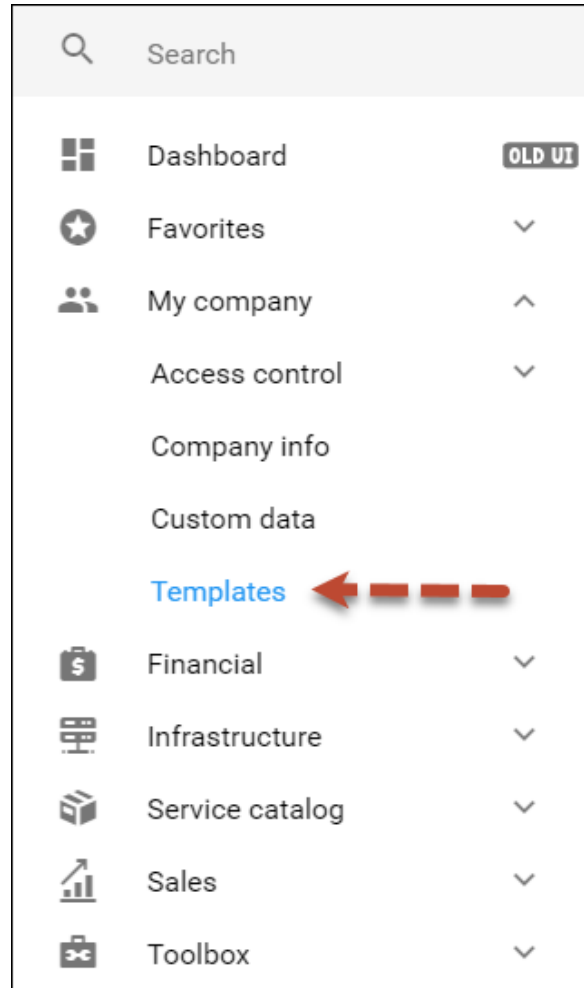 Search
Dashboard OLD UI
Favorites
My company
Access control
Company info
Custom data
Templates
Financial
Infrastructure
Service catalog
Sales
Toolbox